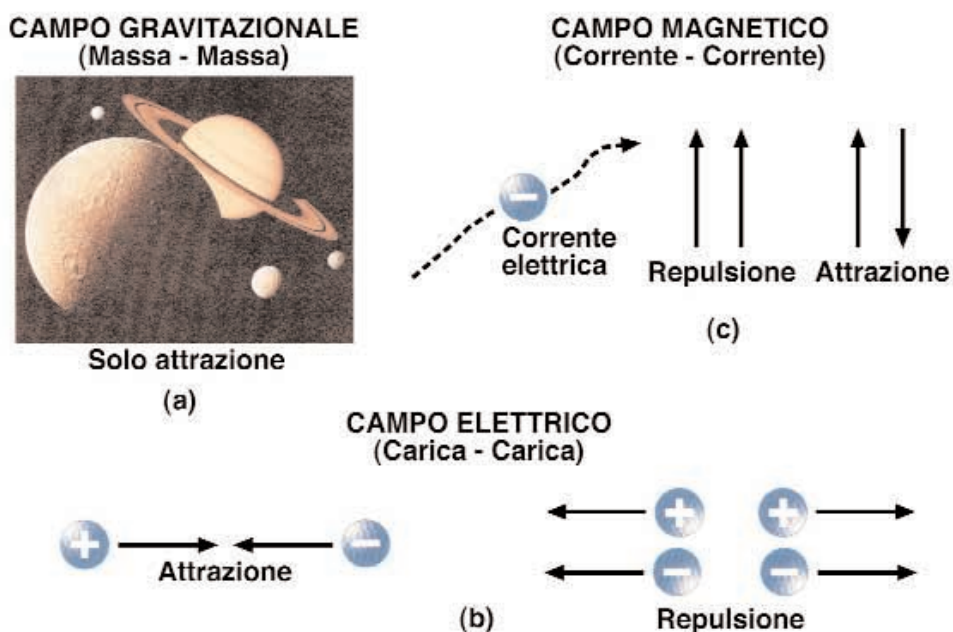 CAMPO GRAVITAZIONALE
(Massa - Massa)
Solo attrazione
(a)
CAMPO MAGNETICO
(Corrente - Corrente)
Corrente
elettrica
Repulsione
Attrazione
(c)
CAMPO ELETTRICO
(Carica - Carica)
+
−
Attrazione
+ +
− −
Repulsione
(b)